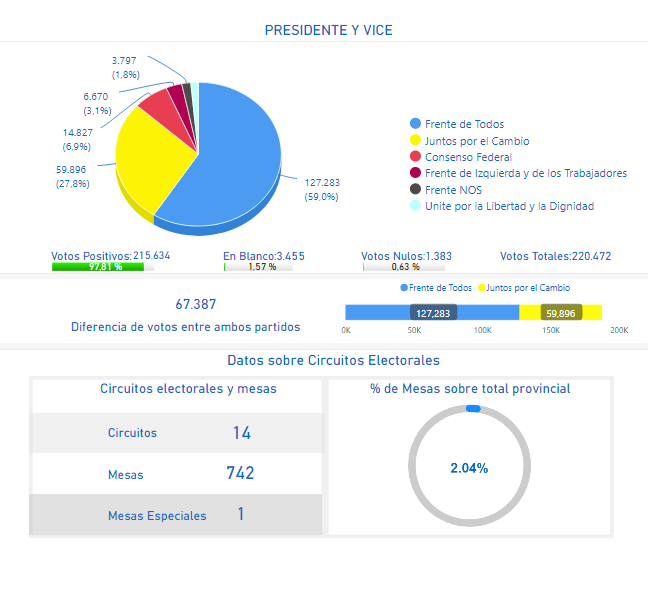 PRESIDENTE Y VICE
3.797
(1,8%)
6.670
(3,1%)
14.827
(6,9%)
59.896
(27,8%)
127.283
(59,0%)
Frente de Todos
Juntos por el Cambio
Consenso Federal
Frente de Izquierda y de los Trabajadores
Frente NOS
Unite por la Libertad y la Dignidad
Votos Positivos:215.634
97,81 %
En Blanco:3.455
1,57 %
Votos Nulos:1.383
0,63 %
Votos Totales:220.472
67.387
Diferencia de votos entre ambos partidos
Frente de Todos Juntos por el Cambio
127,283 59,896
0K 50K 100K 150K 200K
Datos sobre Circuitos Electorales
Circuitos electorales y mesas
Circuitos 14
Mesas 742
Mesas Especiales 1
% de Mesas sobre total provincial
2.04%